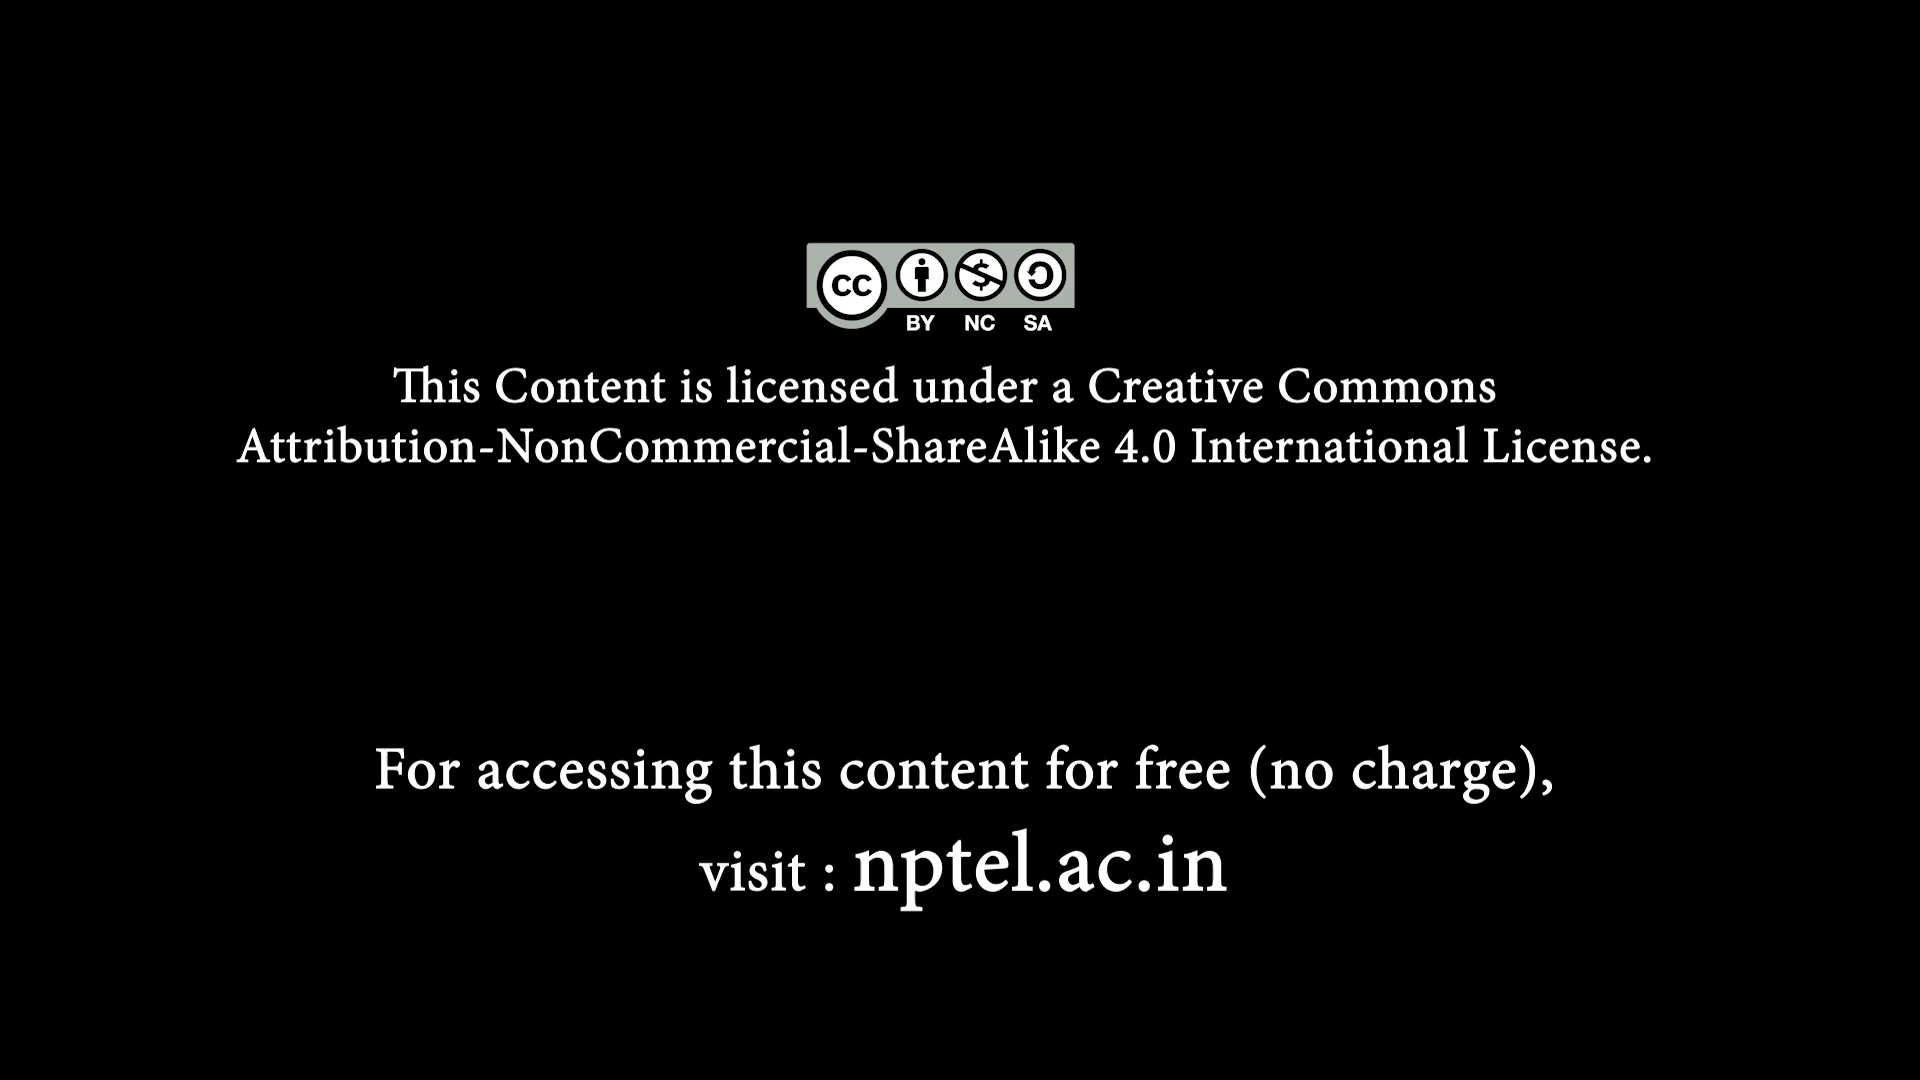 cc
BY NC SA
This Content is licensed under a Creative Commons
Attribution-NonCommercial-ShareAlike 4.0 International License.
For accessing this content for free (no charge),
visit : nptel.ac.in